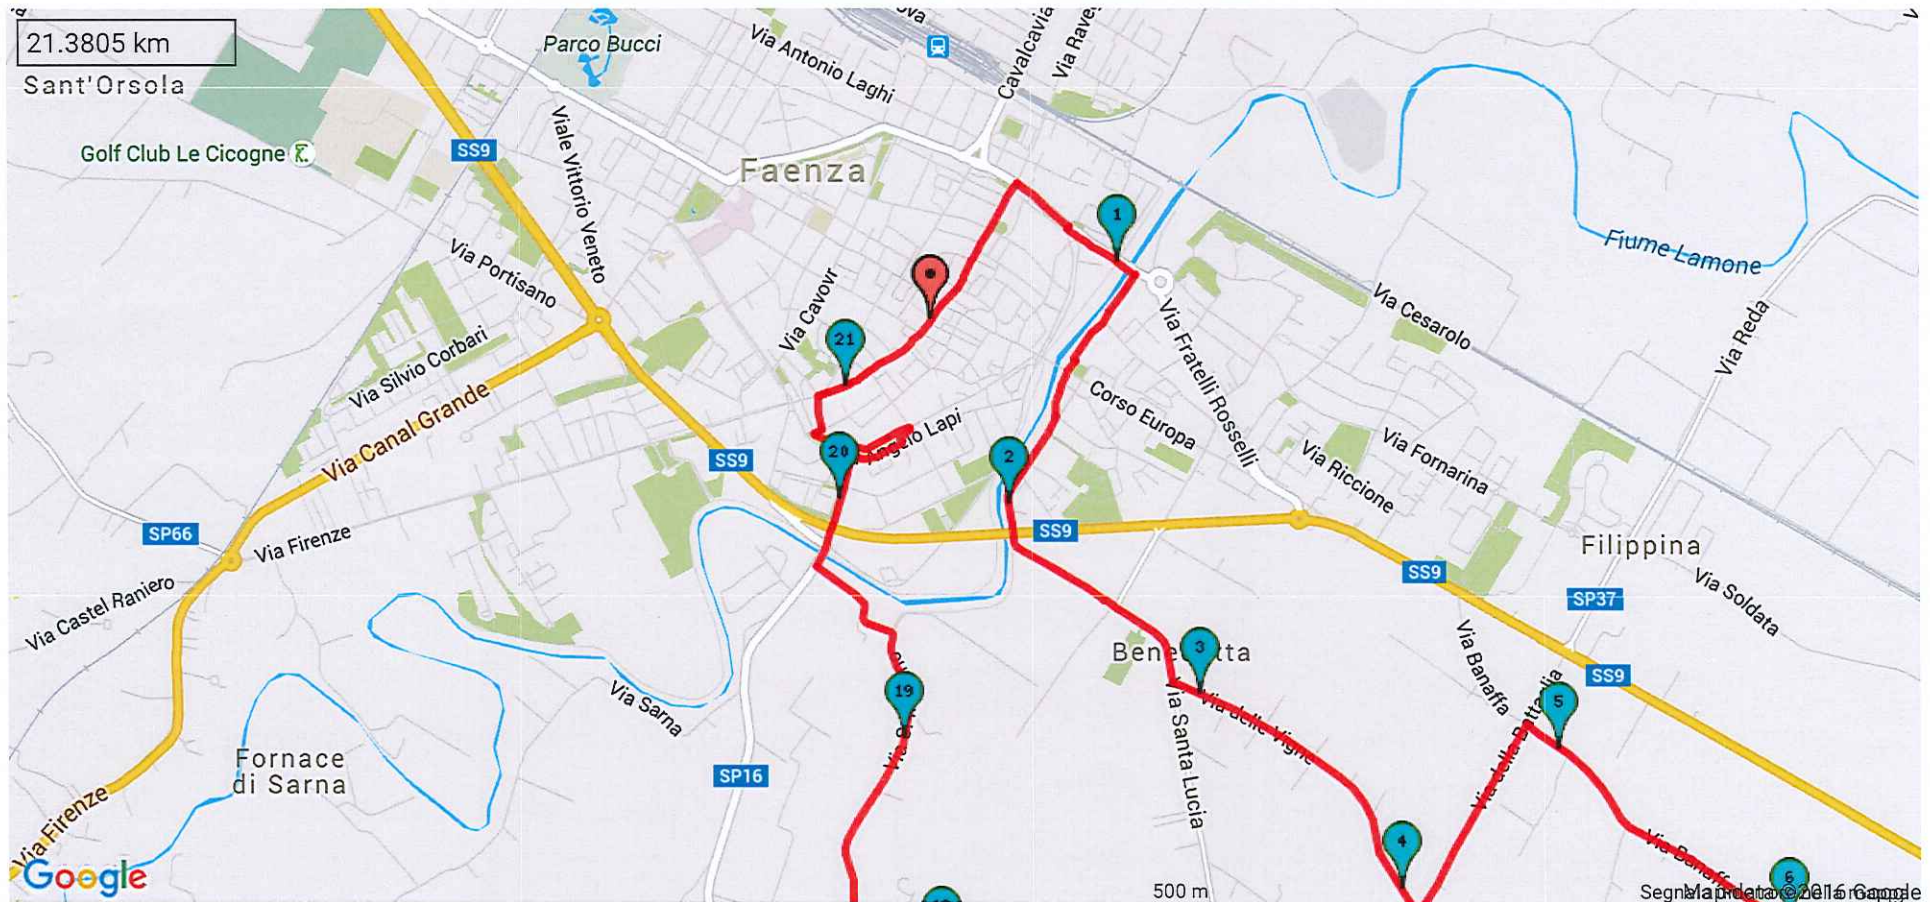 21.3805 km
Sant'Orsola
Parco Bucci
Via Antonio Laghi
Cavalcavia
Golf Club Le Cicogne
SS9
Viale Vittorio Veneto
Faenza
1
Via Portisano
Fiume Lamone
Via Cesarolo
Via Cavour
21
Via Silvio Corbari
Via Fratelli Rosselli
Via Reda
Via Canal Grande
Corso Europa
Angelo Lapi
20
2
SS9
Via Riccione
Via Fornarina
SP66
Via Firenze
SS9
Filippina
SS9
Via Soldata
SP37
Via Castel Raniero
3
Via Banaffa
SS9
19
Via Sarna
Via delle Vigne
Via Santa Lucia
5
Via della Battaglia
Fornace
di Sarna
SP16
Via Firenze
4
6
Google
500 m